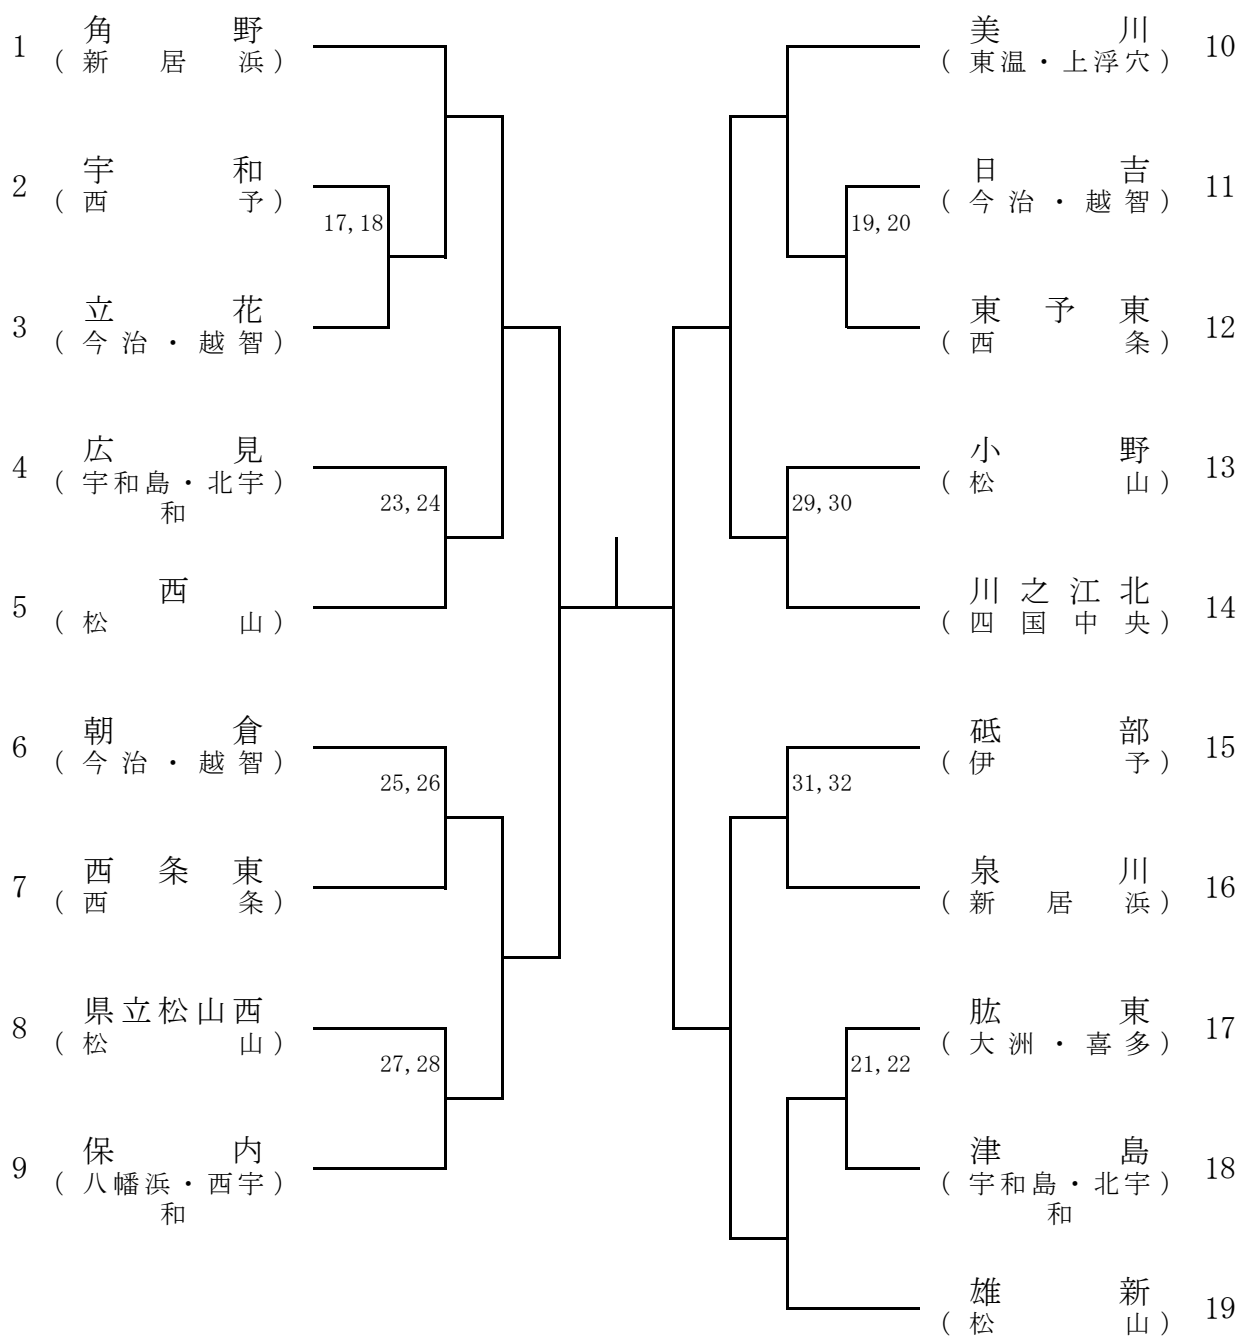 1 角野
(新居浜)
2 宇和
(西予)
17,18
3 立花
(今治・越智)
4 広見
(宇和島・北宇
和)
23,24
5 西
(松山)
6 朝倉
(今治・越智)
25,26
7 西条東
(西条)
8 県立松山西
(松山)
27,28
9 保内
(八幡浜・西宇
和)
美川 10
(東温・上浮穴)
日吉 11
(今治・越智)
19,20
東予東 12
(西条)
小野 13
(松山)
29,30
川之江北 14
(四国中央)
砥部 15
(伊予)
31,32
泉川 16
(新居浜)
肱東 17
(大洲・喜多)
21,22
津島 18
(宇和島・北宇
和)
雄新 19
(松山)